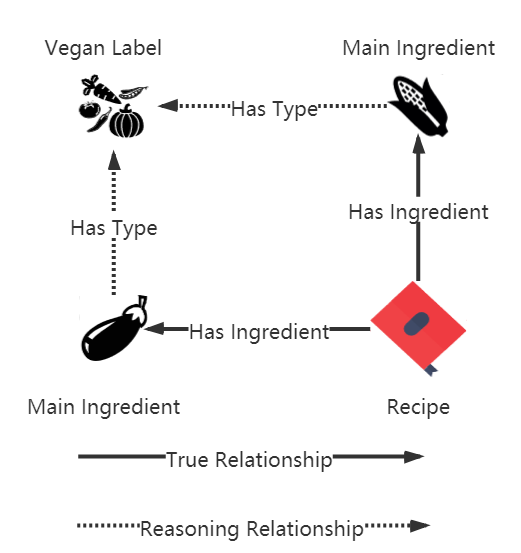 Vegan Label
Main Ingredient
Has Type
Has Ingredient
Has Type
Has Ingredient
Main Ingredient
Recipe
True Relationship
Reasoning Relationship